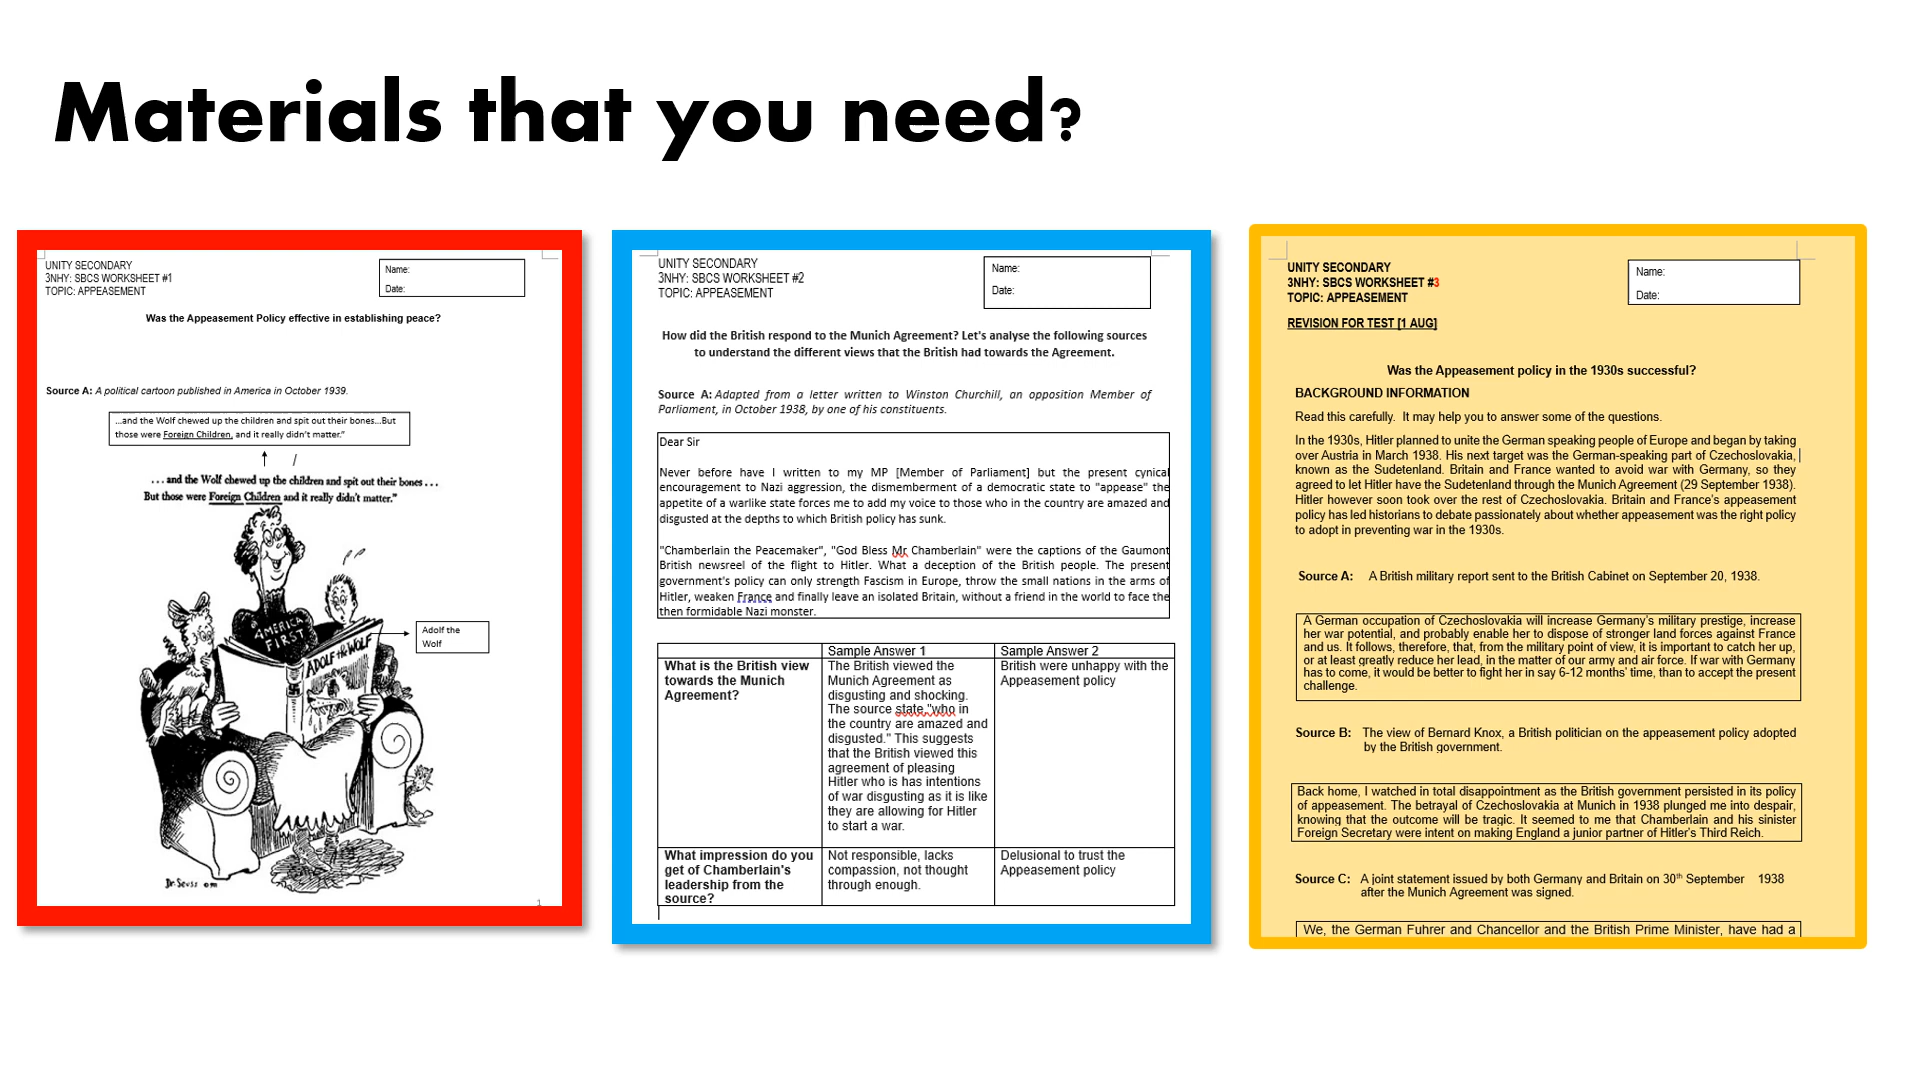 Materials that you need?
UNITY SECONDARY
3NHY: SBCS WORKSHEET #1
TOPIC: APPEASEMENT
Name:
Date:
Was the Appeasement Policy effective in establishing peace?
Source A: A political cartoon published in America in October 1939.
...and the Wolf chewed up the children and spit out their bones...But
those were Foreign Children, and it really didn't matter."
... and the Wolf chewed up the children and spit out their bones ...
But those were Foreign Children and it really didn't matter."
AMERICA
FIRST
ADOLF the WOLF
Adolf the
Wolf
Dr. Seuss
1
UNITY SECONDARY
3NHY: SBCS WORKSHEET #2
TOPIC: APPEASEMENT
Name:
Date:
How did the British respond to the Munich Agreement? Let's analyse the following sources
to understand the different views that the British had towards the Agreement.
Source A: Adapted from a letter written to Winston Churchill, an opposition Member of
Parliament, in October 1938, by one of his constituents.
Dear Sir
Never before have I written to my MP [Member of Parliament] but the present cynical
encouragement to Nazi aggression, the dismemberment of a democratic state to "appease" the
appetite of a warlike state forces me to add my voice to those who in the country are amazed and
disgusted at the depths to which British policy has sunk.
"Chamberlain the Peacemaker", "God Bless Mr Chamberlain" were the captions of the Gaumont
British newsreel of the flight to Hitler. What a deception of the British people. The present
government's policy can only strength Fascism in Europe, throw the small nations in the arms of
Hitler, weaken France and finally leave an isolated Britain, without a friend in the world to face the
then formidable Nazi monster.
Sample Answer 1
Sample Answer 2
What is the British view
towards the Munich
Agreement?
The British viewed the
Munich Agreement as
disgusting and shocking.
The source state,"who in
the country are amazed and
disgusted." This suggests
that the British viewed this
agreement of pleasing
Hitler who is has intentions
of war disgusting as it is like
they are allowing for Hitler
to start a war.
British were unhappy with the
Appeasement policy
What impression do you
get of Chamberlain's
leadership from the
source?
Not responsible, lacks
compassion, not thought
through enough.
Delusional to trust the
Appeasement policy
UNITY SECONDARY
3NHY: SBCS WORKSHEET #3
TOPIC: APPEASEMENT
Name:
Date:
REVISION FOR TEST [1 AUG]
Was the Appeasement policy in the 1930s successful?
BACKGROUND INFORMATION
Read this carefully. It may help you to answer some of the questions.
In the 1930s, Hitler planned to unite the German speaking people of Europe and began by taking
over Austria in March 1938. His next target was the German-speaking part of Czechoslovakia,
known as the Sudetenland. Britain and France wanted to avoid war with Germany, so they
agreed to let Hitler have the Sudetenland through the Munich Agreement (29 September 1938).
Hitler however soon took over the rest of Czechoslovakia. Britain and France's appeasement
policy has led historians to debate passionately about whether appeasement was the right policy
to adopt in preventing war in the 1930s.
Source A: A British military report sent to the British Cabinet on September 20, 1938.
A German occupation of Czechoslovakia will increase Germany's military prestige, increase
her war potential, and probably enable her to dispose of stronger land forces against France
and us. It follows, therefore, that, from the military point of view, it is important to catch her up,
or at least greatly reduce her lead, in the matter of our army and air force. If war with Germany
has to come, it would be better to fight her in say 6-12 months' time, than to accept the present
challenge.
Source B: The view of Bernard Knox, a British politician on the appeasement policy adopted
by the British government.
Back home, I watched in total disappointment as the British government persisted in its policy
of appeasement. The betrayal of Czechoslovakia at Munich in 1938 plunged me into despair,
knowing that the outcome will be tragic. It seemed to me that Chamberlain and his sinister
Foreign Secretary were intent on making England a junior partner of Hitler's Third Reich.
Source C: A joint statement issued by both Germany and Britain on 30th September 1938
after the Munich Agreement was signed.
We, the German Fuhrer and Chancellor and the British Prime Minister, have had a